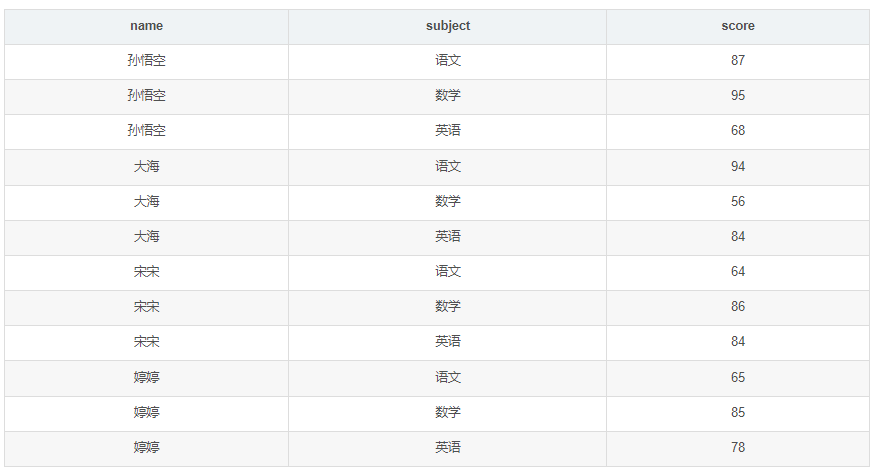 name subject score
孙悟空 语文 87
孙悟空 数学 95
孙悟空 英语 68
大海 语文 94
大海 数学 56
大海 英语 84
宋宋 语文 64
宋宋 数学 86
宋宋 英语 84
婷婷 语文 65
婷婷 数学 85
婷婷 英语 78